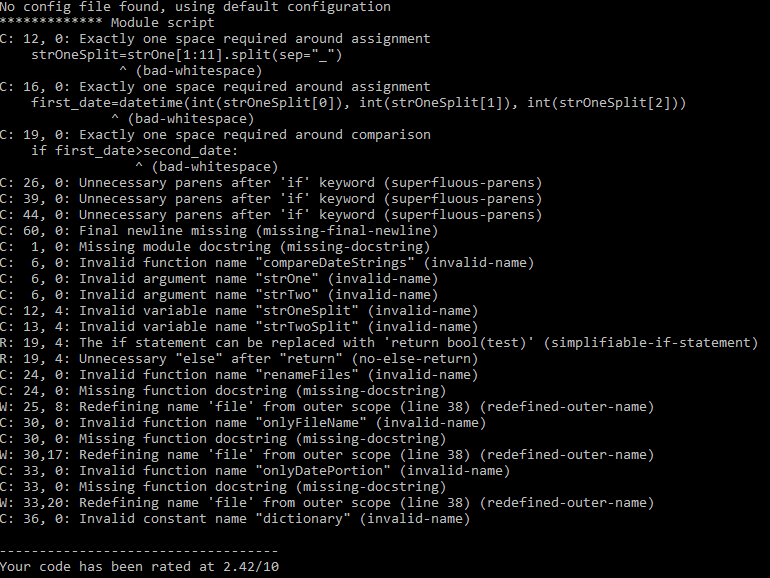 No config file found, using default configuration
************* Module script
C: 12, 0: Exactly one space required around assignment
    strOneSplit=strOne[1:11].split(sep="_")
               ^ (bad-whitespace)
C: 16, 0: Exactly one space required around assignment
    first_date=datetime(int(strOneSplit[0]), int(strOneSplit[1]), int(strOneSplit[2]))
              ^ (bad-whitespace)
C: 19, 0: Exactly one space required around comparison
    if first_date>second_date:
                 ^ (bad-whitespace)
C: 26, 0: Unnecessary parens after 'if' keyword (superfluous-parens)
C: 39, 0: Unnecessary parens after 'if' keyword (superfluous-parens)
C: 44, 0: Unnecessary parens after 'if' keyword (superfluous-parens)
C: 60, 0: Final newline missing (missing-final-newline)
C:  1, 0: Missing module docstring (missing-docstring)
C:  6, 0: Invalid function name "compareDateStrings" (invalid-name)
C:  6, 0: Invalid argument name "strOne" (invalid-name)
C:  6, 0: Invalid argument name "strTwo" (invalid-name)
C: 12, 4: Invalid variable name "strOneSplit" (invalid-name)
C: 13, 4: Invalid variable name "strTwoSplit" (invalid-name)
R: 19, 4: The if statement can be replaced with 'return bool(test)' (simplifiable-if-statement)
R: 19, 4: Unnecessary "else" after "return" (no-else-return)
C: 24, 0: Invalid function name "renameFiles" (invalid-name)
C: 24, 0: Missing function docstring (missing-docstring)
W: 25, 8: Redefining name 'file' from outer scope (line 38) (redefined-outer-name)
C: 30, 0: Invalid function name "onlyFileName" (invalid-name)
C: 30, 0: Missing function docstring (missing-docstring)
W: 30,17: Redefining name 'file' from outer scope (line 38) (redefined-outer-name)
C: 33, 0: Invalid function name "onlyDatePortion" (invalid-name)
C: 33, 0: Missing function docstring (missing-docstring)
W: 33,20: Redefining name 'file' from outer scope (line 38) (redefined-outer-name)
C: 36, 0: Invalid constant name "dictionary" (invalid-name)
-----------------------------------
Your code has been rated at 2.42/10